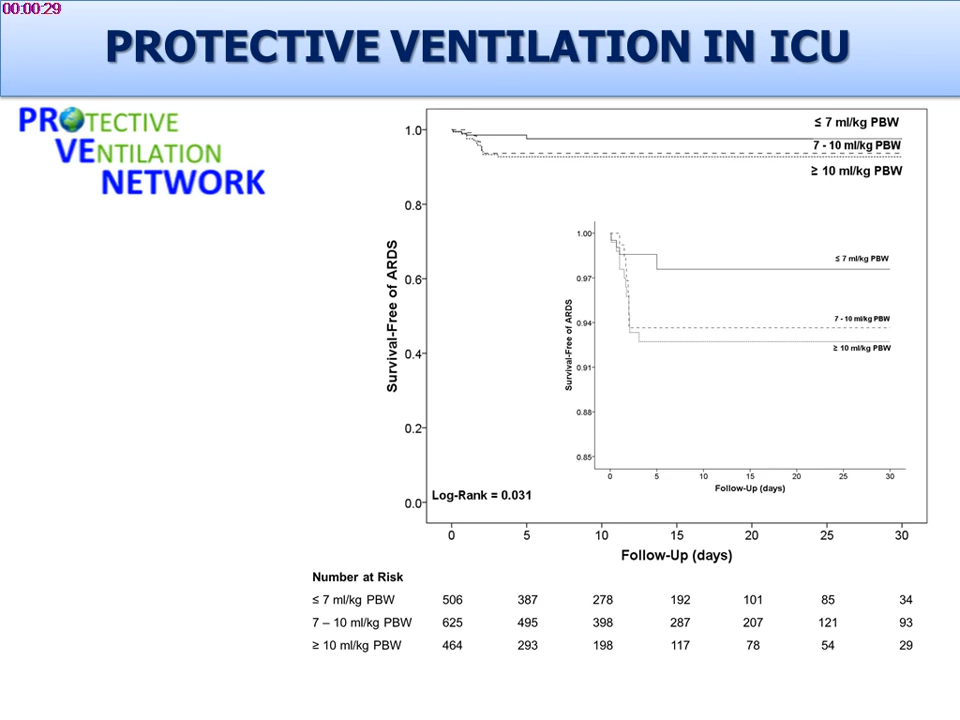 00:00:29
PROTECTIVE VENTILATION IN ICU
PROTECTIVE
VENTILATION
NETWORK
Survival-Free of ARDS
1.0
0.8
0.6
0.4
0.2
0.0
≤ 7 ml/kg PBW
7 - 10 ml/kg PBW
≥ 10 ml/kg PBW
Survival-Free of ARDS
1.00
0.97
0.94
0.91
0.88
0.85
≤ 7 ml/kg PBW
7 - 10 ml/kg PBW
≥ 10 ml/kg PBW
0 5 10 15 20 25 30
Follow-Up (days)
Log-Rank = 0.031
0 5 10 15 20 25 30
Follow-Up (days)
Number at Risk
≤ 7 ml/kg PBW 506 387 278 192 101 85 34
7 – 10 ml/kg PBW 625 495 398 287 207 121 93
≥ 10 ml/kg PBW 464 293 198 117 78 54 29